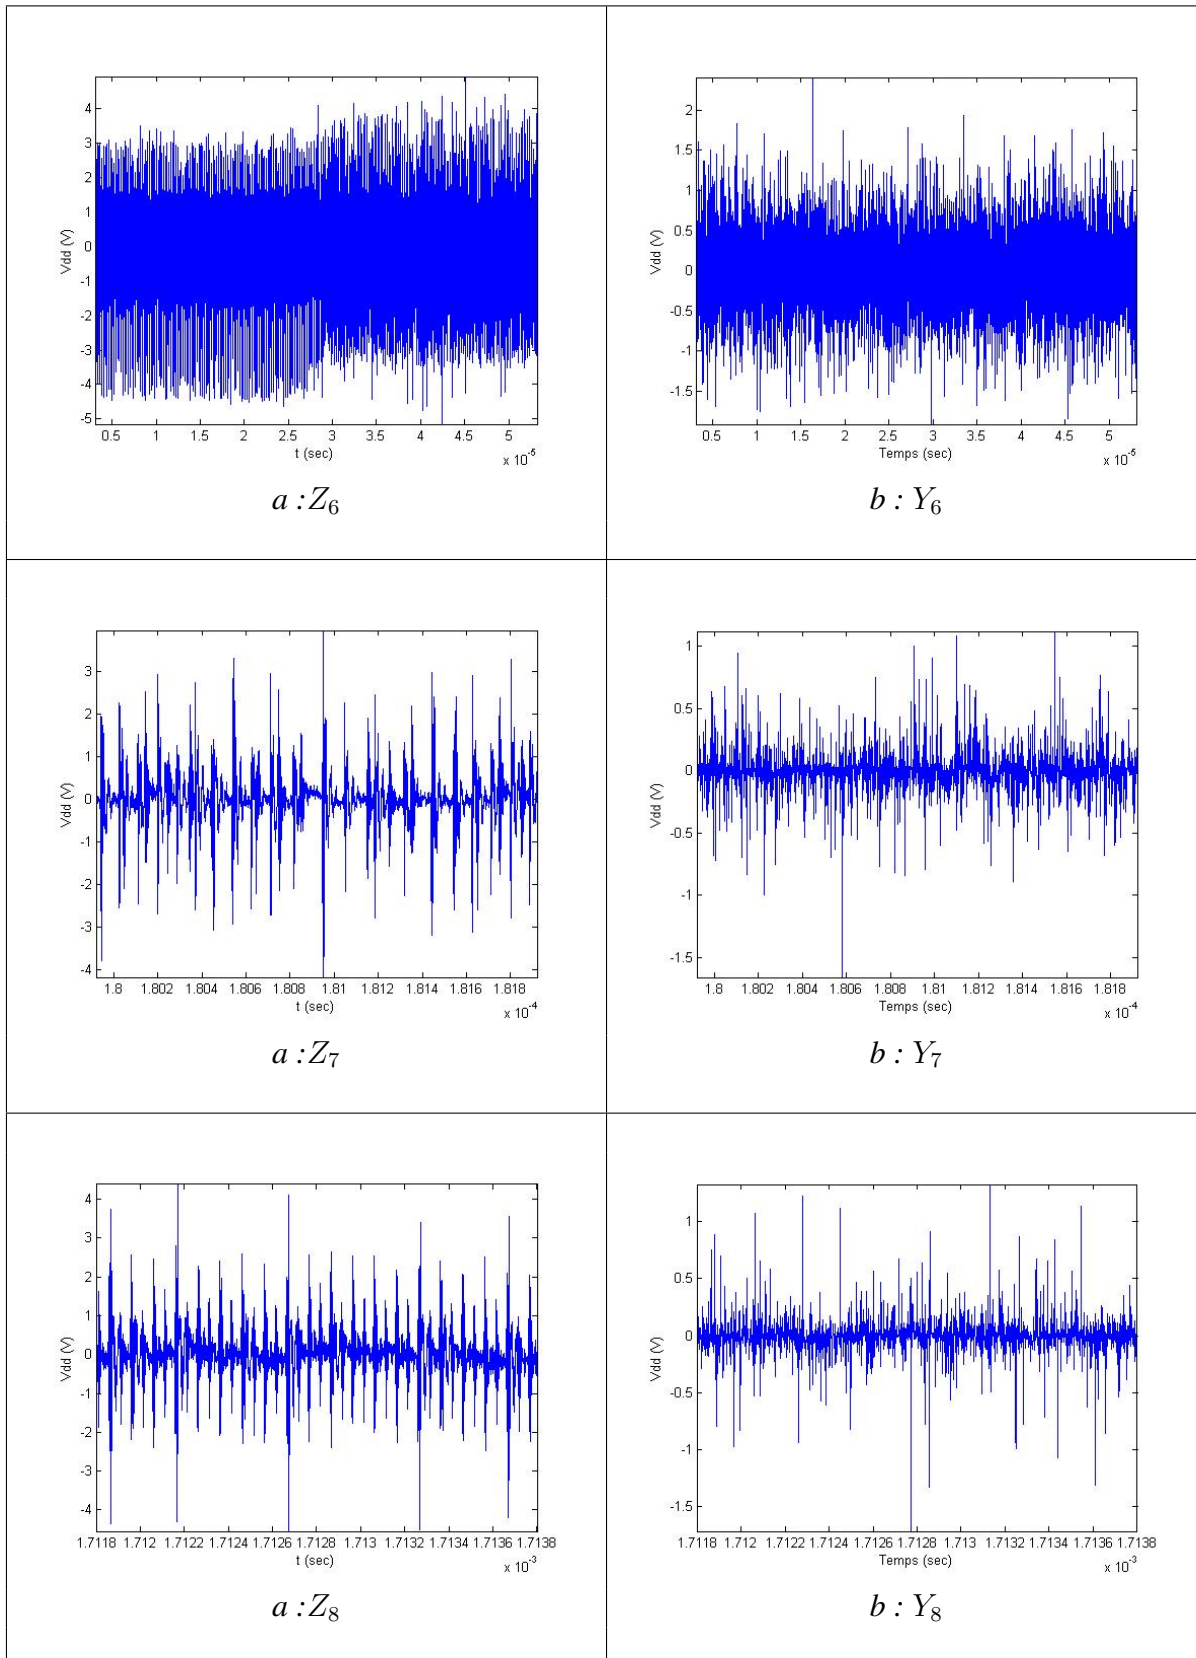 4
3
2
1
0
-1
-2
-3
-4
-5
Vdd (V)
0.5 1 1.5 2 2.5 3 3.5 4 4.5 5
t (sec)
x 10⁻⁵
a : Z₆
2
1.5
1
0.5
0
-0.5
-1
-1.5
Vdd (V)
0.5 1 1.5 2 2.5 3 3.5 4 4.5 5
Temps (sec)
x 10⁻⁵
b : Y₆
3
2
1
0
-1
-2
-3
-4
Vdd (V)
1.8 1.802 1.804 1.806 1.808 1.81 1.812 1.814 1.816 1.818
t (sec)
x 10⁻⁴
a : Z₇
1
0.5
0
-0.5
-1
-1.5
Vdd (V)
1.8 1.802 1.804 1.806 1.808 1.81 1.812 1.814 1.816 1.818
Temps (sec)
x 10⁻⁴
b : Y₇
4
3
2
1
0
-1
-2
-3
-4
Vdd (V)
1.7118 1.712 1.7122 1.7124 1.7126 1.7128 1.713 1.7132 1.7134 1.7136 1.7138
t (sec)
x 10⁻³
a : Z₈
1
0.5
0
-0.5
-1
-1.5
Vdd (V)
1.7118 1.712 1.7122 1.7124 1.7126 1.7128 1.713 1.7132 1.7134 1.7136 1.7138
Temps (sec)
x 10⁻³
b : Y₈